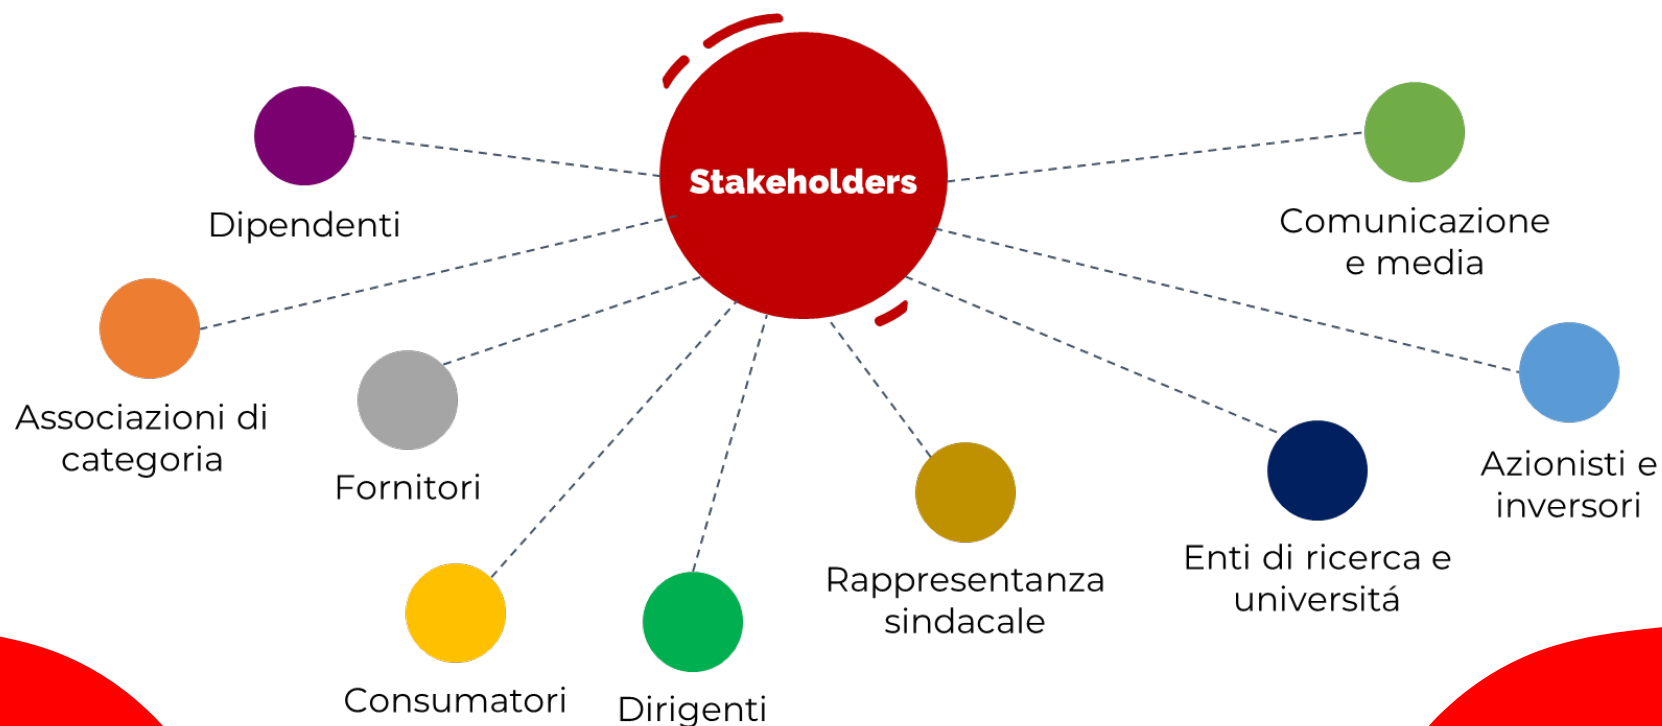 Stakeholders
Dipendenti
Comunicazione
e media
Associazioni di
categoria
Fornitori
Azionisti e
inversori
Rappresentanza
sindacale
Enti di ricerca e
universitá
Consumatori
Dirigenti